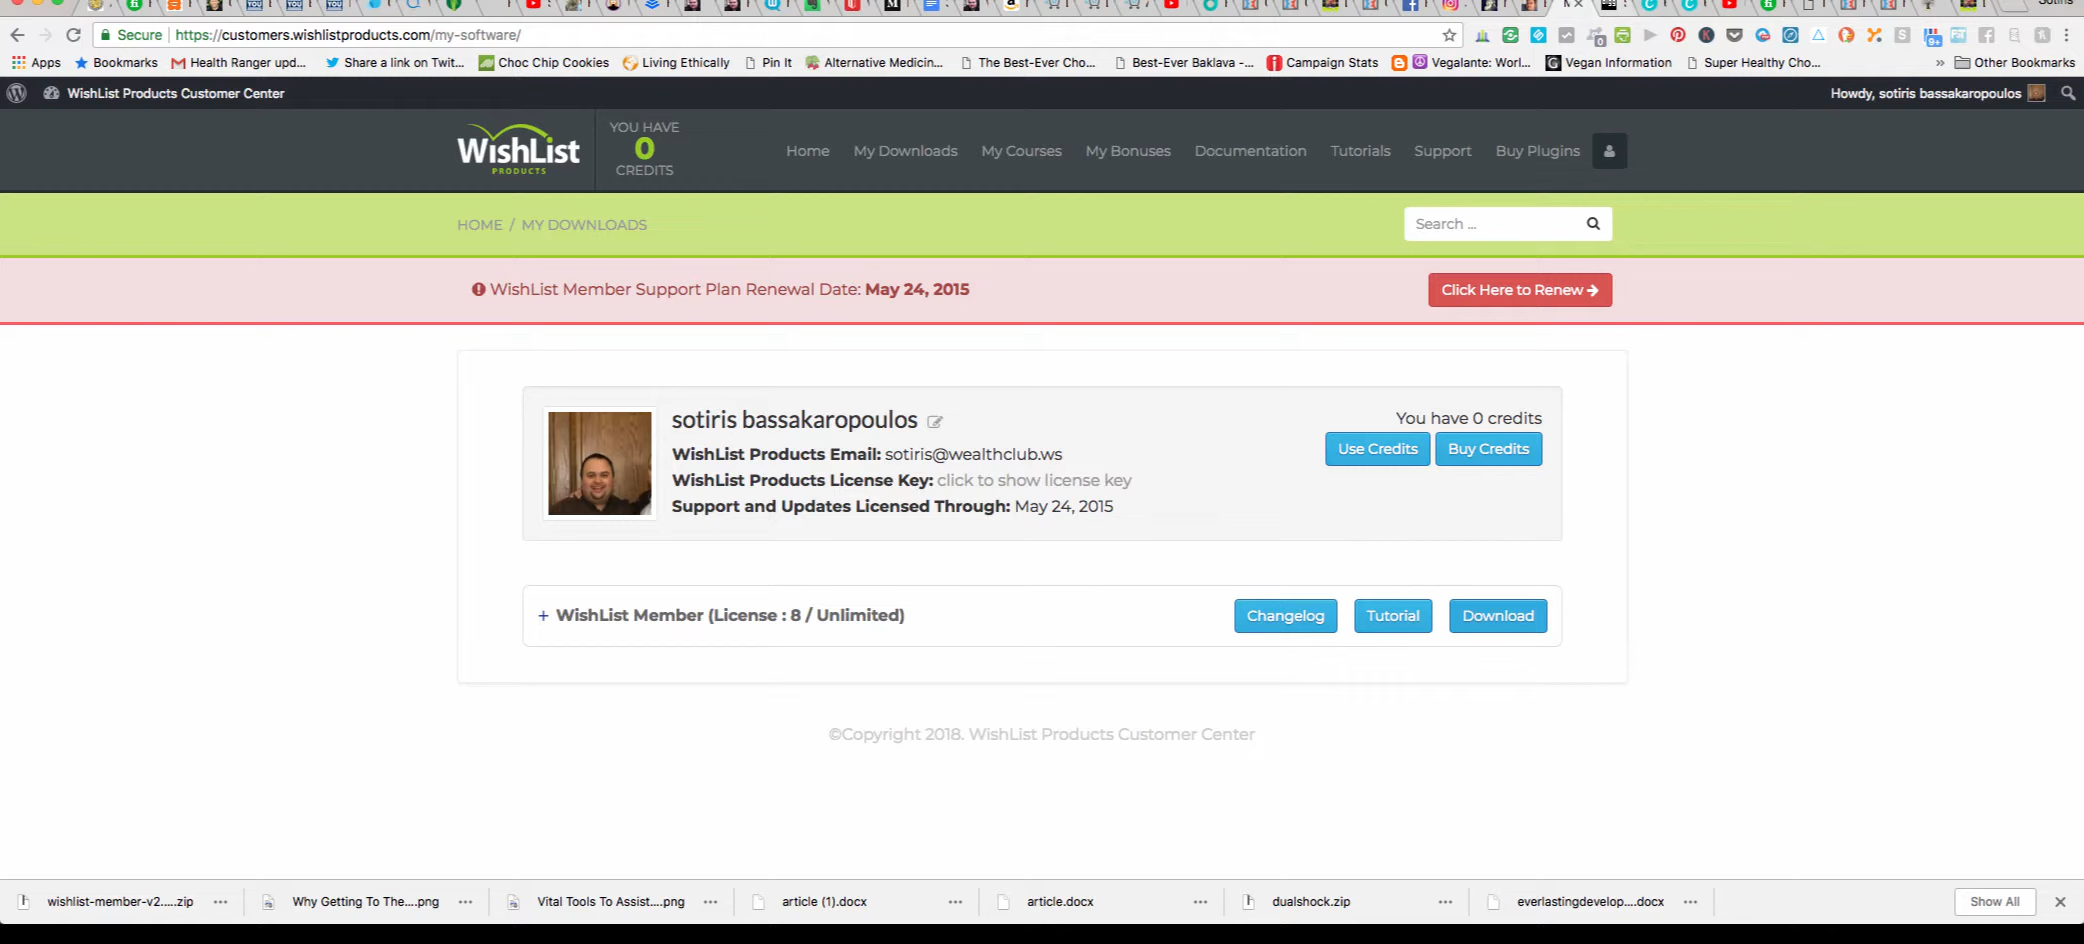 Sotiris
Secure https://customers.wishlistproducts.com/my-software/
Apps Bookmarks Health Ranger upd... Share a link on Twit... Choc Chip Cookies Living Ethically Pin It Alternative Medicin... The Best-Ever Cho... Best-Ever Baklava -... Campaign Stats Vegalante: Worl... Vegan Information Super Healthy Cho... » Other Bookmarks
WishList Products Customer Center Howdy, sotiris bassakaropoulos
WishList
PRODUCTS
YOU HAVE
0
CREDITS
Home My Downloads My Courses My Bonuses Documentation Tutorials Support Buy Plugins
HOME / MY DOWNLOADS Search ...
WishList Member Support Plan Renewal Date: May 24, 2015 Click Here to Renew
sotiris bassakaropoulos
WishList Products Email: sotiris@wealthclub.ws
WishList Products License Key: click to show license key
Support and Updates Licensed Through: May 24, 2015
You have 0 credits
Use Credits Buy Credits
+ WishList Member (License : 8 / Unlimited) Changelog Tutorial Download
©Copyright 2018. WishList Products Customer Center
wishlist-member-v2.....zip Why Getting To The....png Vital Tools To Assist....png article (1).docx article.docx dualshock.zip everlastingdevelop....docx Show All